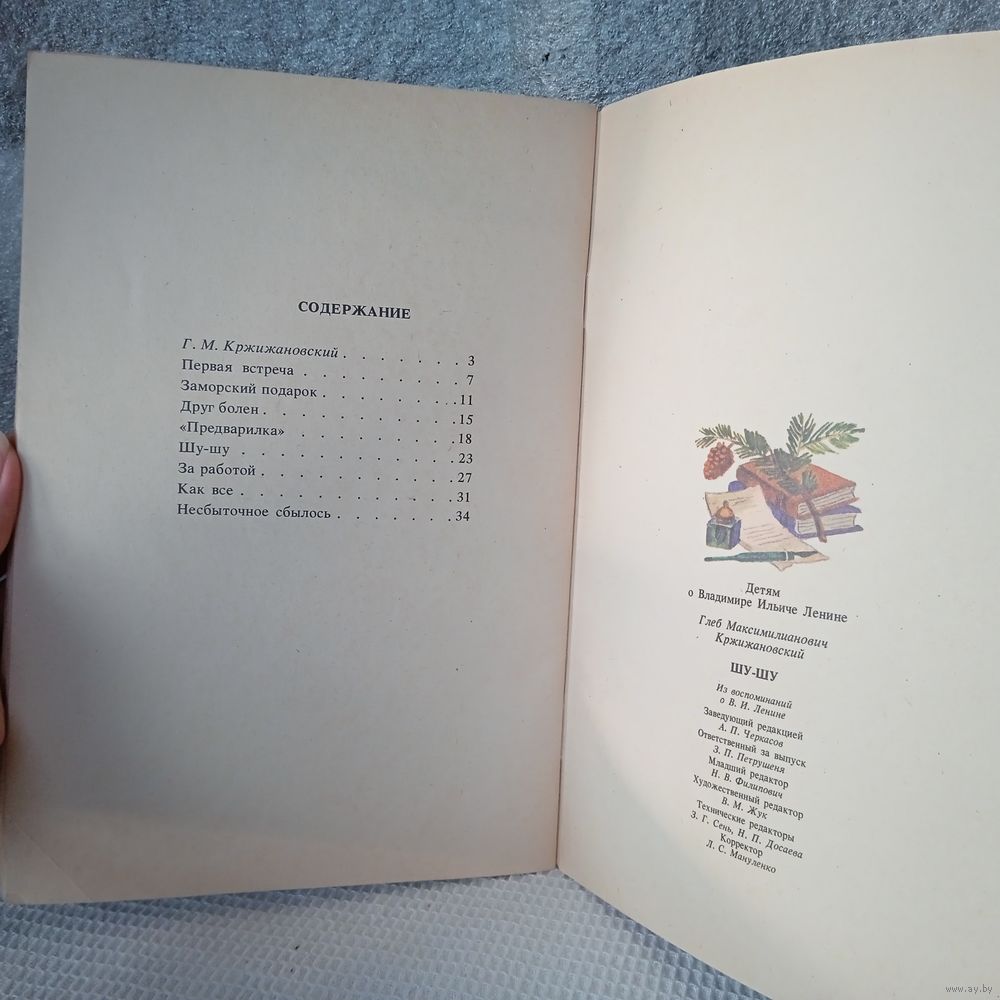 СОДЕРЖАНИЕ
Г. М. Кржижановский . . . . . . . 3
Первая встреча . . . . . . . . . 7
Заморский подарок . . . . . . . . 11
Друг болен . . . . . . . . . . . 15
«Предварилка» . . . . . . . . . 18
Шу-шу . . . . . . . . . . . . 23
За работой . . . . . . . . . . . 27
Как все . . . . . . . . . . . . 31
Несбыточное сбылось . . . . . . . 34
Детям
о Владимире Ильиче Ленине
Глеб Максимилианович
Кржижановский
ШУ-ШУ
Из воспоминаний
о В. И. Ленине
Заведующий редакцией
А. П. Черкасов
Ответственный за выпуск
З. П. Петрушеня
Младший редактор
Н. В. Филипович
Художественный редактор
В. М. Жук
Технические редакторы
З. Г. Сень, Н. П. Досаева
Корректор
Л. С. Мануленко
www.ay.by